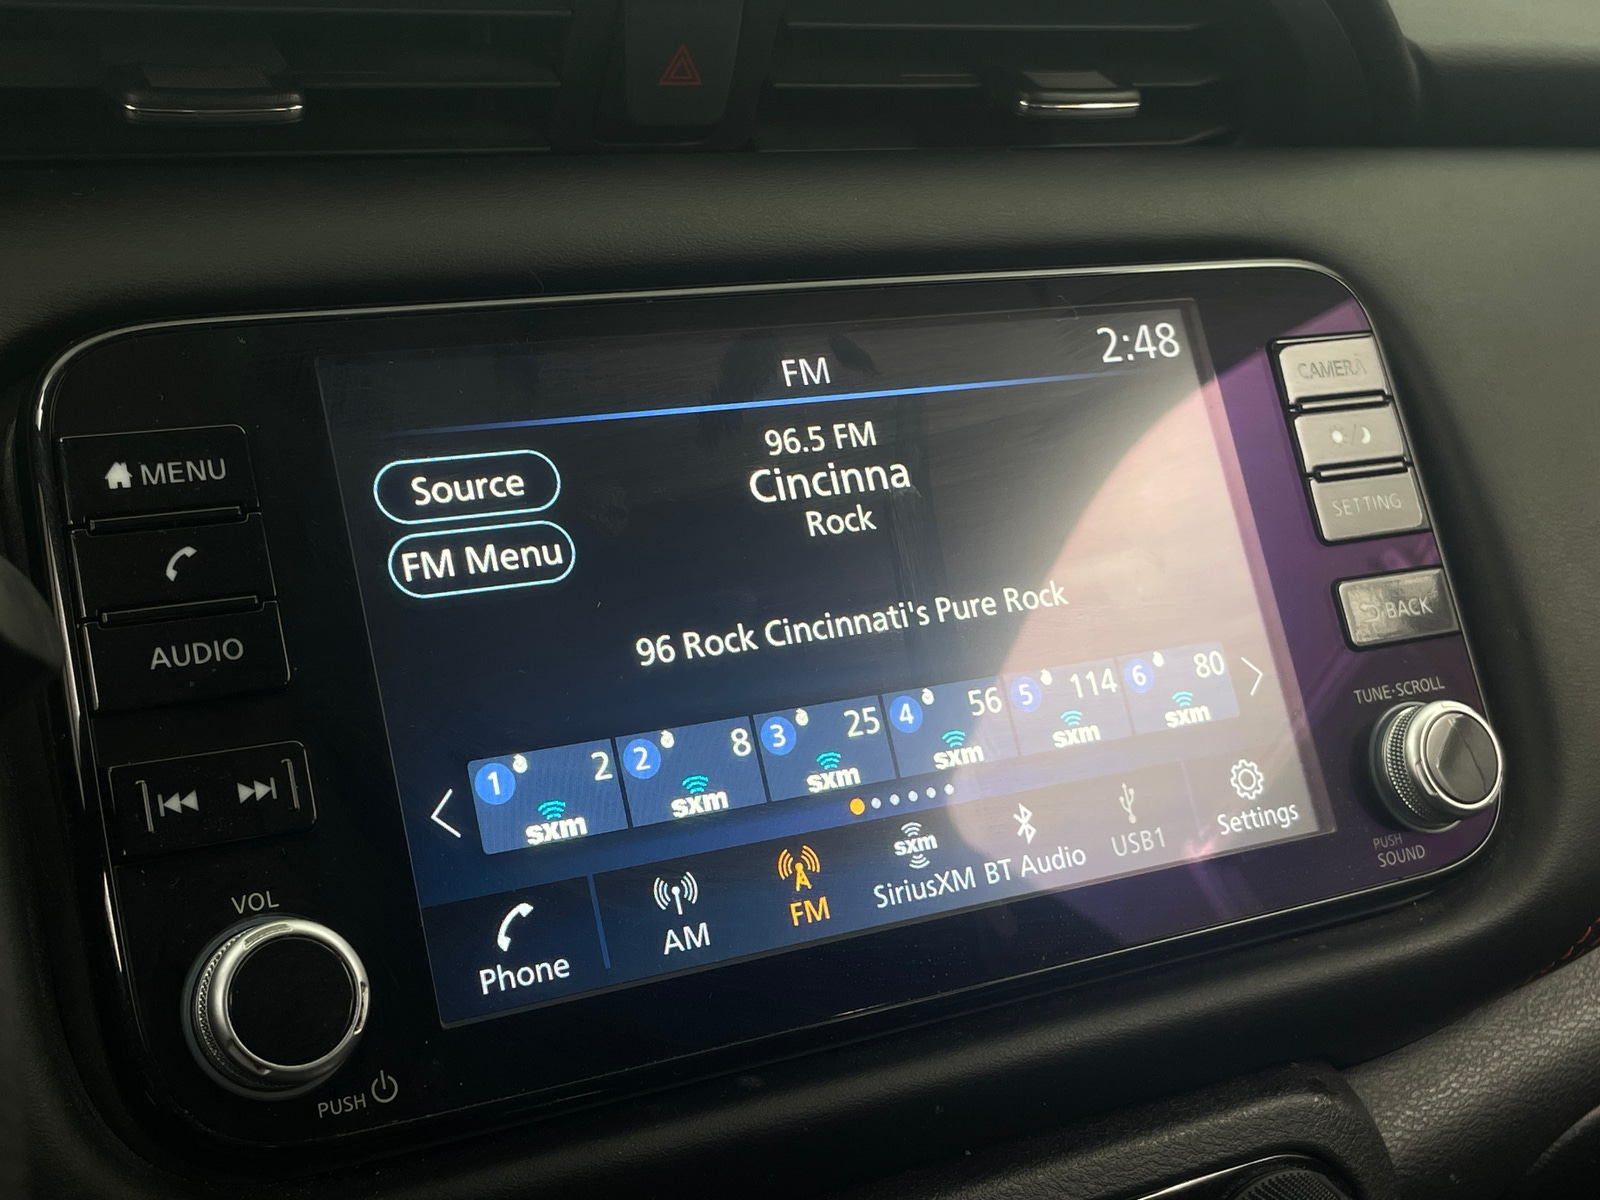 FM
2:48
96.5 FM
Source
Cincinna
Rock
FM Menu
96 Rock Cincinnati's Pure Rock
1 2 sxm
2 8 sxm
3 25 sxm
4 56 sxm
5 114 sxm
6 80 sxm
Phone
AM
FM
sxm
SiriusXM
BT Audio
USB1
Settings
MENU
AUDIO
VOL
PUSH
CAMERA
SETTING
BACK
TUNE·SCROLL
PUSH
SOUND